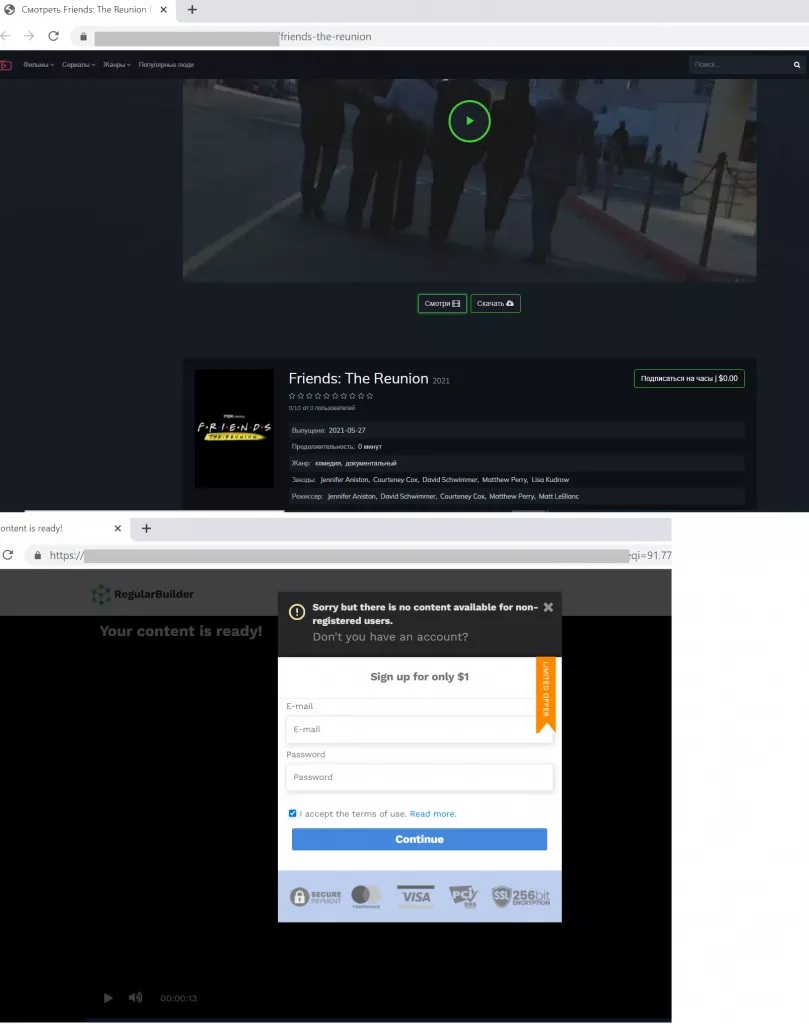 Смотреть Friends: The Reunion
/friends-the-reunion
Фильмы Сериалы Жанры Популярные люди
Поиск...
Смотри Скачать
Friends: The Reunion 2021
Подписаться на часы | $0.00
0/10 от 0 пользователей
F·R·I·E·N·D·S
THE REUNION
Выпущено: 2021-05-27
Продолжительность: 0 минут
Жанр: комедия, документальный
Звезды: Jennifer Aniston, Courteney Cox, David Schwimmer, Matthew Perry, Lisa Kudrow
Режиссер: Jennifer Aniston, David Schwimmer, Courteney Cox, Matthew Perry, Matt LeBlanc
ontent is ready!
https:// qi=91.77
RegularBuilder
Your content is ready!
Sorry but there is no content available for non-
registered users.
Don't you have an account?
Sign up for only $1
LIMITED OFFER
E-mail
E-mail
Password
Password
I accept the terms of use. Read more.
Continue
SECURE
PAYMENT
mastercard
VISA
PCI
DSS
SSL
256bit
ENCRYPTION
00:00:13